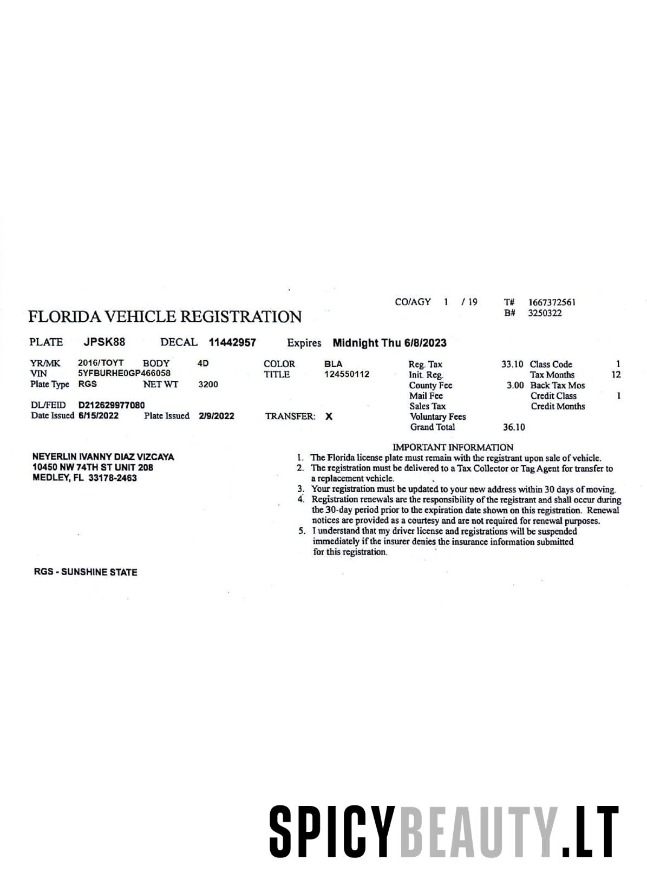 CO/AGY 1 / 19 T# 1667372561
B# 3250322
FLORIDA VEHICLE REGISTRATION
PLATE JPSK88 DECAL 11442957 Expires Midnight Thu 6/8/2023
YR/MK 2016/TOYT BODY 4D COLOR BLA Reg. Tax 33.10 Class Code 1
VIN 5YFBURHE0GP466058 TITLE 124550112 Init. Reg. Tax Months 12
Plate Type RGS NET WT 3200 County Fee 3.00 Back Tax Mos
Mail Fee Credit Class 1
DL/FEID D212629977080 Sales Tax Credit Months
Date Issued 6/15/2022 Plate Issued 2/9/2022 TRANSFER: X Voluntary Fees
Grand Total 36.10
IMPORTANT INFORMATION
NEYERLIN IVANNY DIAZ VIZCAYA
10450 NW 74TH ST UNIT 208
MEDLEY, FL 33178-2463
1. The Florida license plate must remain with the registrant upon sale of vehicle.
2. The registration must be delivered to a Tax Collector or Tag Agent for transfer to
a replacement vehicle.
3. Your registration must be updated to your new address within 30 days of moving.
4. Registration renewals are the responsibility of the registrant and shall occur during
the 30-day period prior to the expiration date shown on this registration. Renewal
notices are provided as a courtesy and are not required for renewal purposes.
5. I understand that my driver license and registrations will be suspended
immediately if the insurer denies the insurance information submitted
for this registration.
RGS - SUNSHINE STATE
SPICYBEAUTY.LT